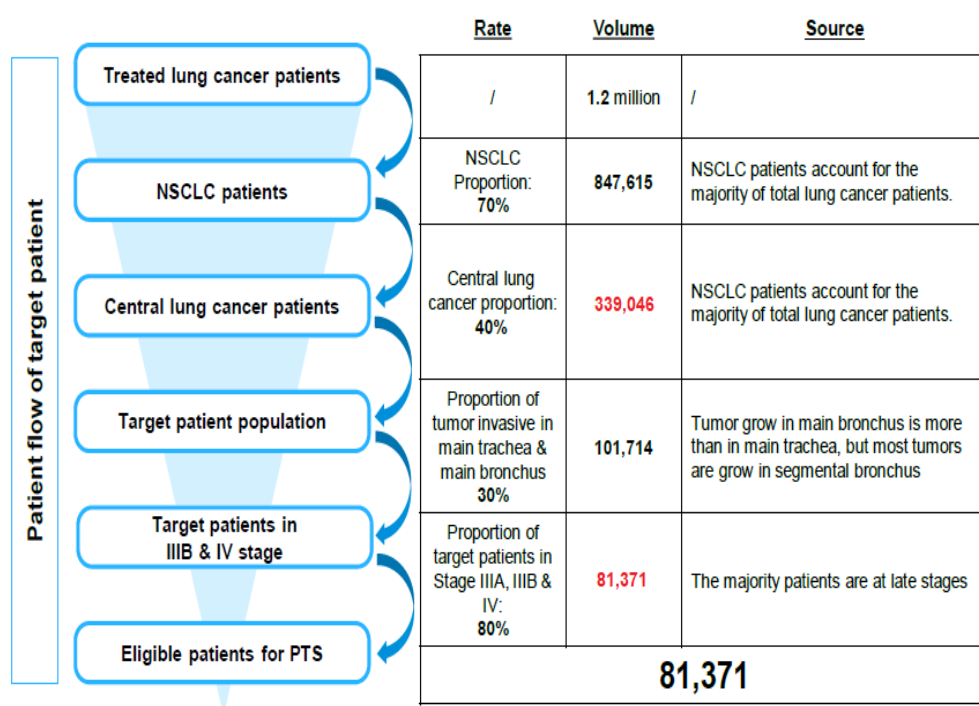 Rate Volume Source
Patient flow of target patient
Treated lung cancer patients
/
1.2 million
/
NSCLC patients
NSCLC
Proportion:
70%
847,615
NSCLC patients account for the
majority of total lung cancer patients.
Central lung cancer patients
Central lung
cancer proportion:
40%
339,046
NSCLC patients account for the
majority of total lung cancer patients.
Target patient population
Proportion of
tumor invasive in
main trachea &
main bronchus
30%
101,714
Tumor grow in main bronchus is more
than in main trachea, but most tumors
are grow in segmental bronchus
Target patients in
IIIB & IV stage
Proportion of
target patients in
Stage IIIA, IIIB &
IV:
80%
81,371
The majority patients are at late stages
Eligible patients for PTS
81,371